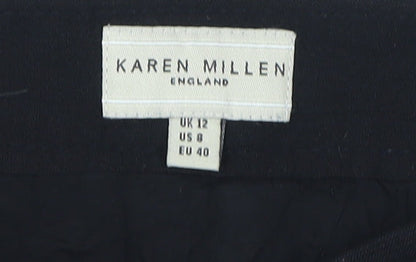 KAREN MILLEN
ENGLAND
UK 12
US 8
EU 40